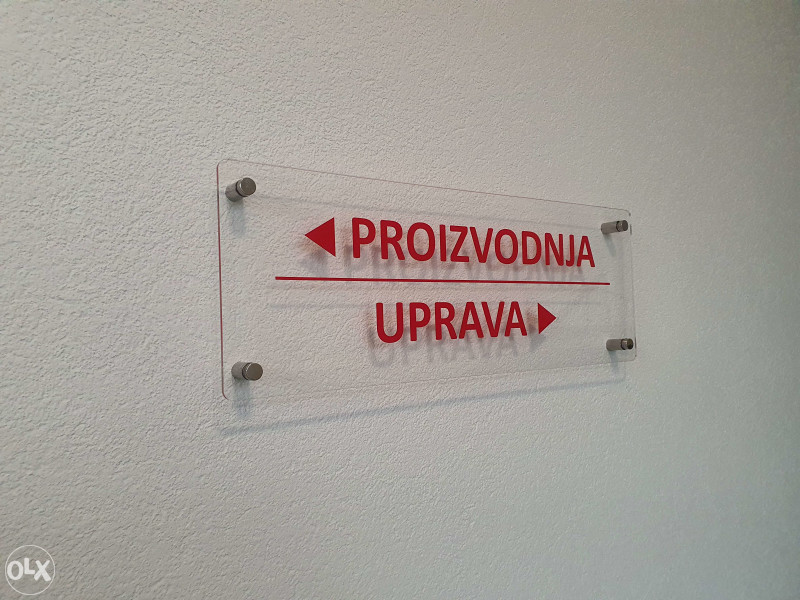 ◀ PROIZVODNJA
UPRAVA ▶
OLX